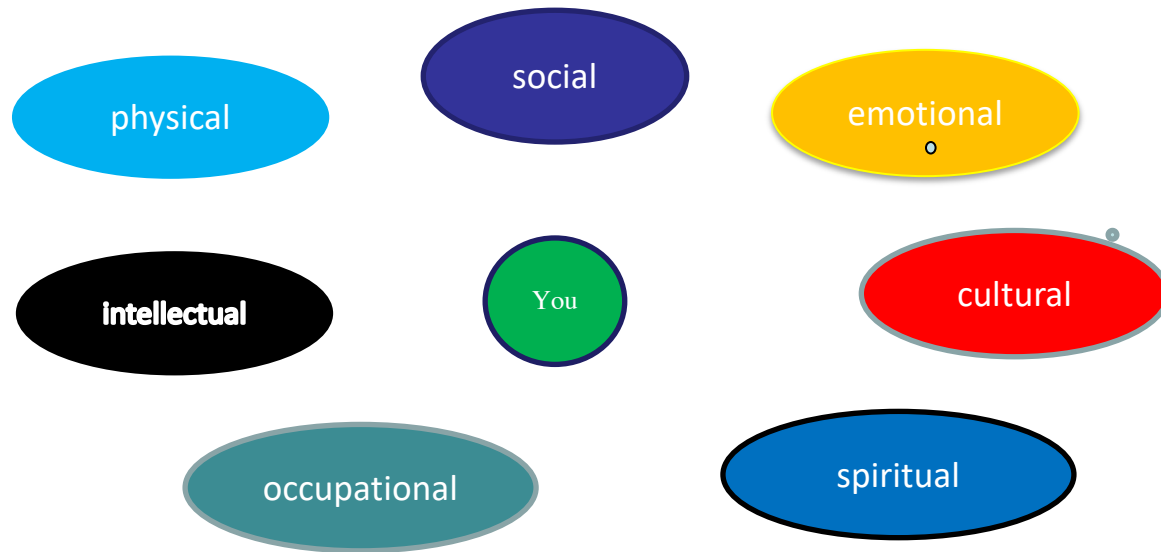 social
physical
emotional
intellectual
You
cultural
occupational
spiritual